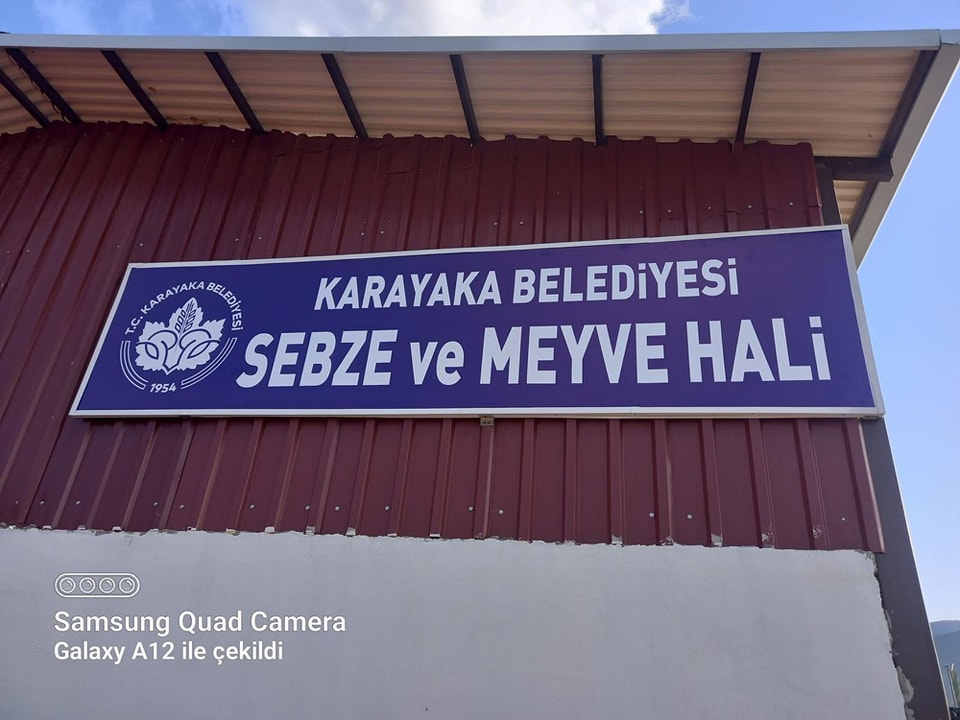 KARAYAKA BELEDİYESİ
SEBZE ve MEYVE HALİ
T.C. KARAYAKA BELEDİYESİ
1954
Samsung Quad Camera
Galaxy A12 ile çekildi